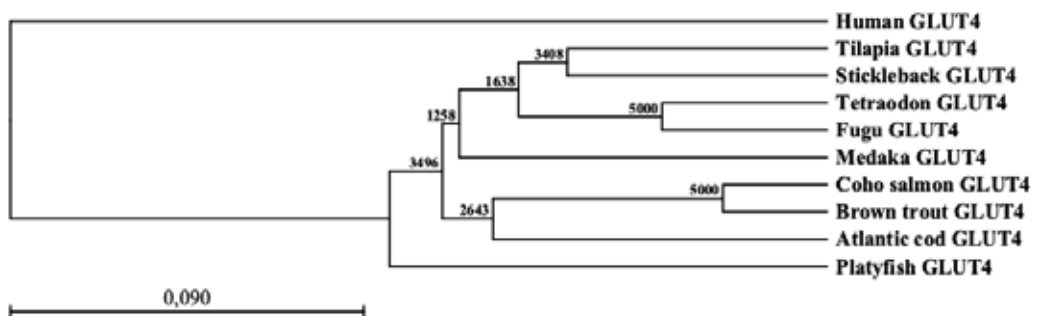 Human GLUT4
Tilapia GLUT4
3408
Stickleback GLUT4
1638
Tetraodon GLUT4
5000
Fugu GLUT4
1258
Medaka GLUT4
3496
Coho salmon GLUT4
5000
Brown trout GLUT4
2643
Atlantic cod GLUT4
Platyfish GLUT4
0,090